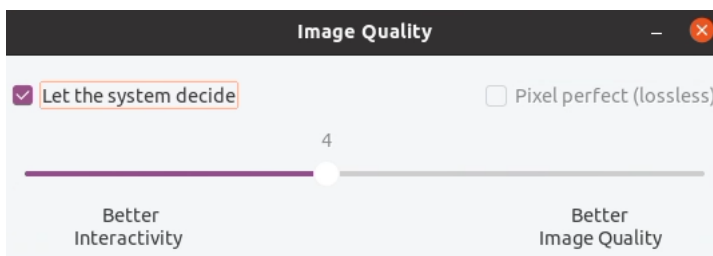 Image Quality
Let the system decide
Pixel perfect (lossless)
4
Better
Interactivity
Better
Image Quality